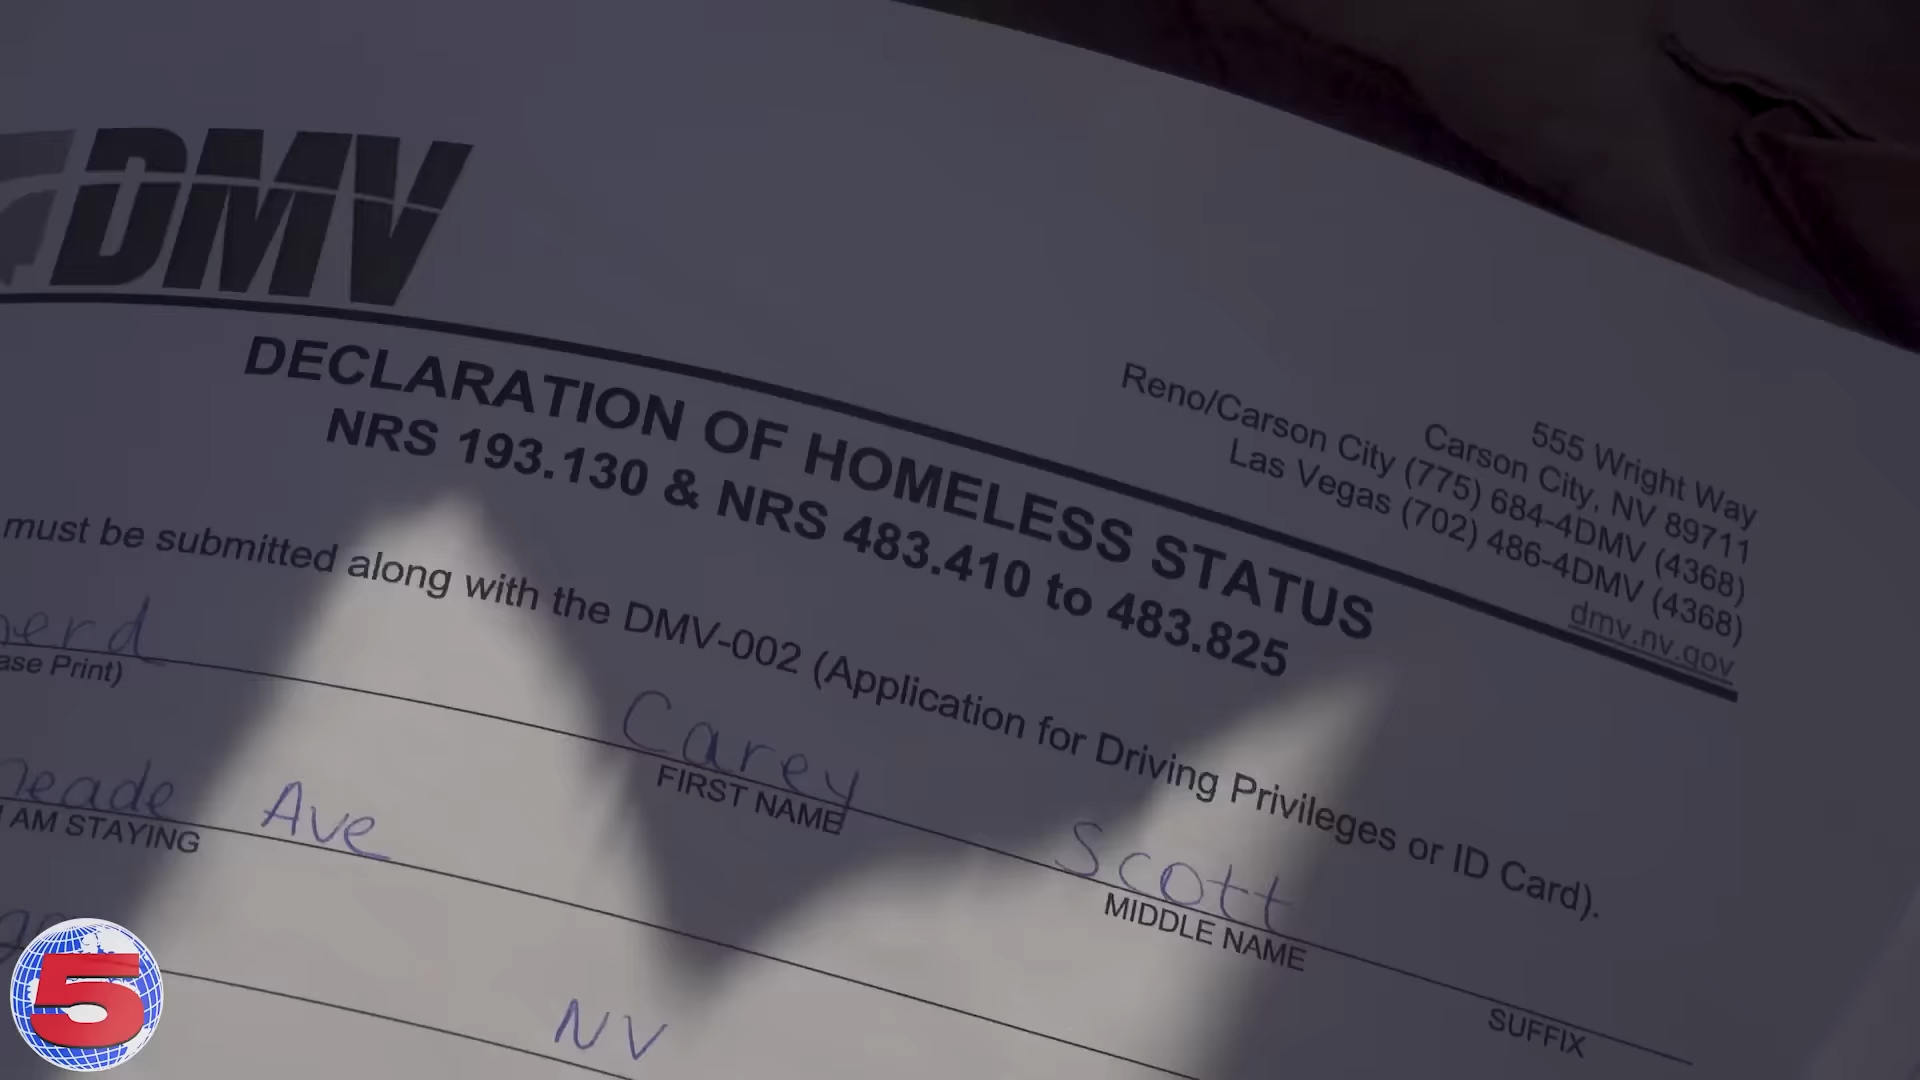 DMV
555 Wright Way
Carson City, NV 89711
Reno/Carson City (775) 684-4DMV (4368)
Las Vegas (702) 486-4DMV (4368)
dmv.nv.gov
DECLARATION OF HOMELESS STATUS
NRS 193.130 & NRS 483.410 to 483.825
must be submitted along with the DMV-002 (Application for Driving Privileges or ID Card).
Carey Scott
Print) FIRST NAME MIDDLE NAME SUFFIX
Ave
I AM STAYING
NV
5